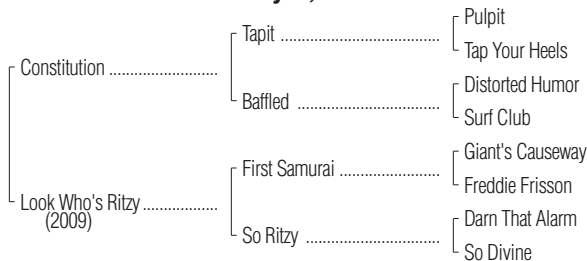 Constitution ........................
Tapit ................................
Pulpit
Tap Your Heels
Baffled .............................
Distorted Humor
Surf Club
Look Who's Ritzy .................
(2009)
First Samurai .....................
Giant's Causeway
Freddie Frisson
So Ritzy ............................
Darn That Alarm
So Divine